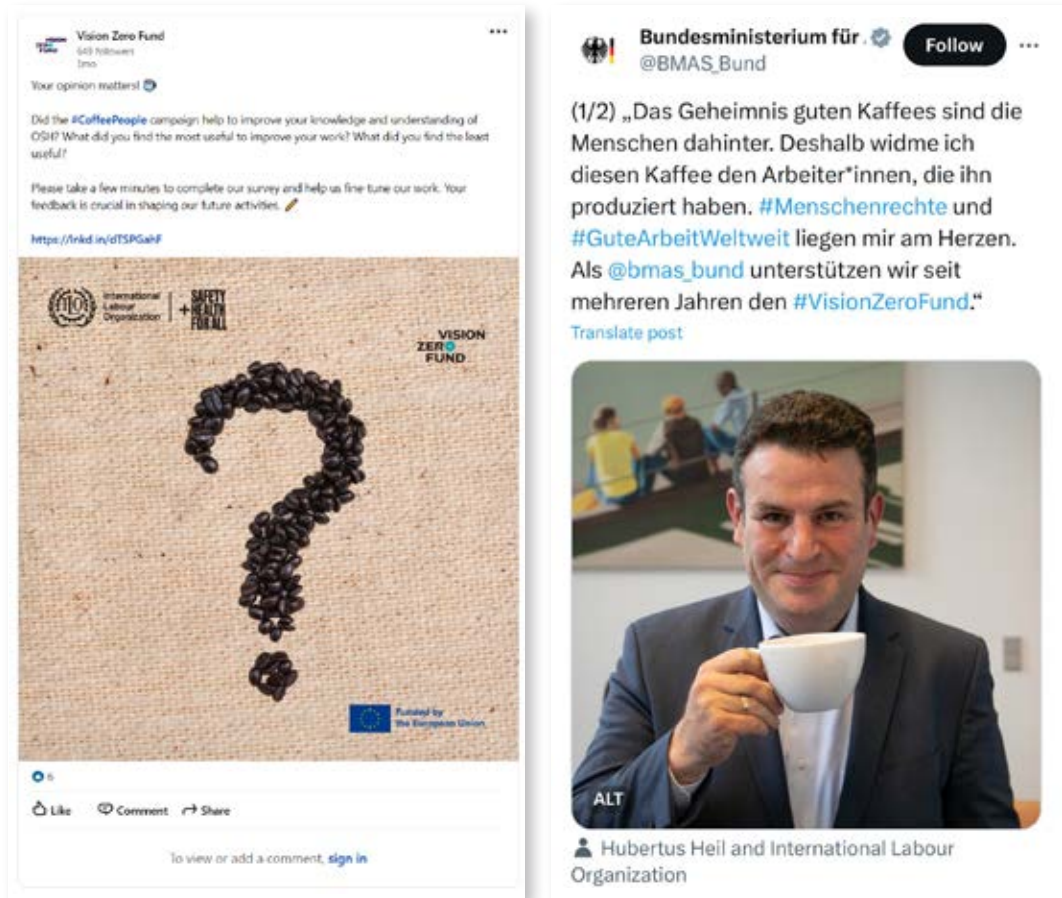 Vision Zero Fund
649 followers
1mo
Your opinion matters!
Did the #CoffeePeople campaign help to improve your knowledge and understanding of
OSH? What did you find the most useful to improve your work? What did you find the least
useful?
Please take a few minutes to complete our survey and help us fine-tune our work. Your
feedback is crucial in shaping our future activities.
https://lnkd.in/dTSPGahF
International
Labour
Organization
+SAFETY
HEALTH
FOR ALL
VISION
ZERO
FUND
Funded by
the European Union
6
Like Comment Share
To view or add a comment, sign in
Bundesministerium für . Follow
@BMAS_Bund
(1/2) „Das Geheimnis guten Kaffees sind die
Menschen dahinter. Deshalb widme ich
diesen Kaffee den Arbeiter*innen, die ihn
produziert haben. #Menschenrechte und
#GuteArbeitWeltweit liegen mir am Herzen.
Als @bmas_bund unterstützen wir seit
mehreren Jahren den #VisionZeroFund.“
Translate post
ALT
Hubertus Heil and International Labour
Organization